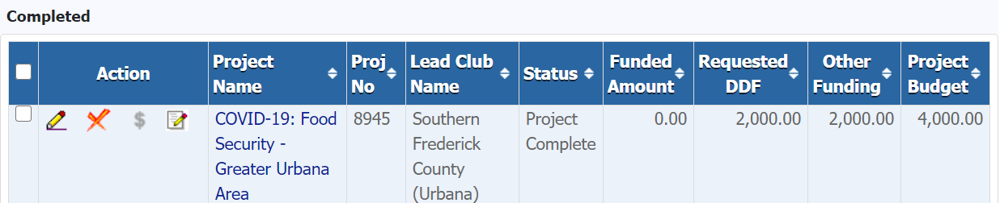 Completed
Action Project Name Proj No Lead Club Name Status Funded Amount Requested DDF Other Funding Project Budget
$ COVID-19: Food 8945 Southern Project 0.00 2,000.00 2,000.00 4,000.00
Security - Frederick Complete
Greater Urbana County
Area (Urbana)